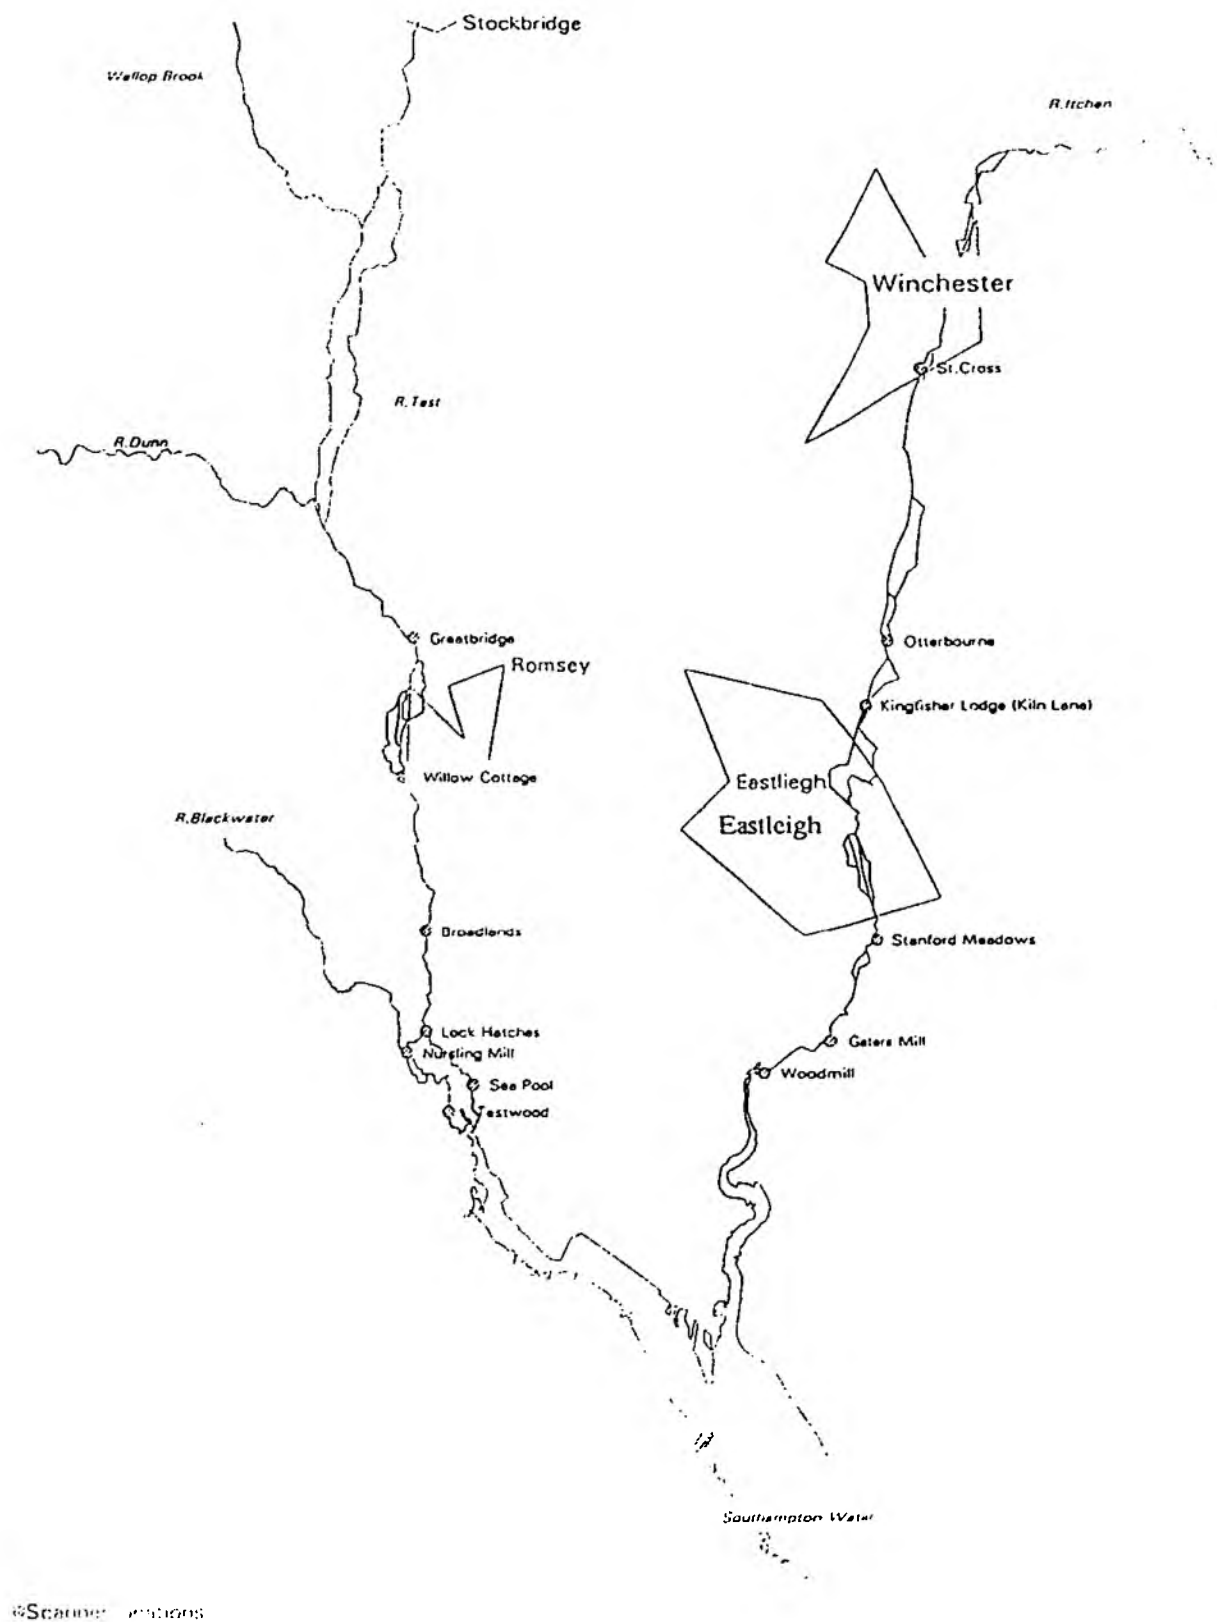 Stockbridge
Wallop Brook
R.Itchen
Winchester
St.Cross
R.Test
R.Dunn
Greatbridge
Otterbourne
Romsey
Kingfisher Lodge (Kiln Lane)
Willow Cottage
Eastliegh
Eastleigh
R.Blackwater
Broadlands
Stanford Meadows
Lock Hatches
Nursling Mill
Gaters Mill
Woodmill
Sea Pool
Testwood
Southampton Water
Scanner